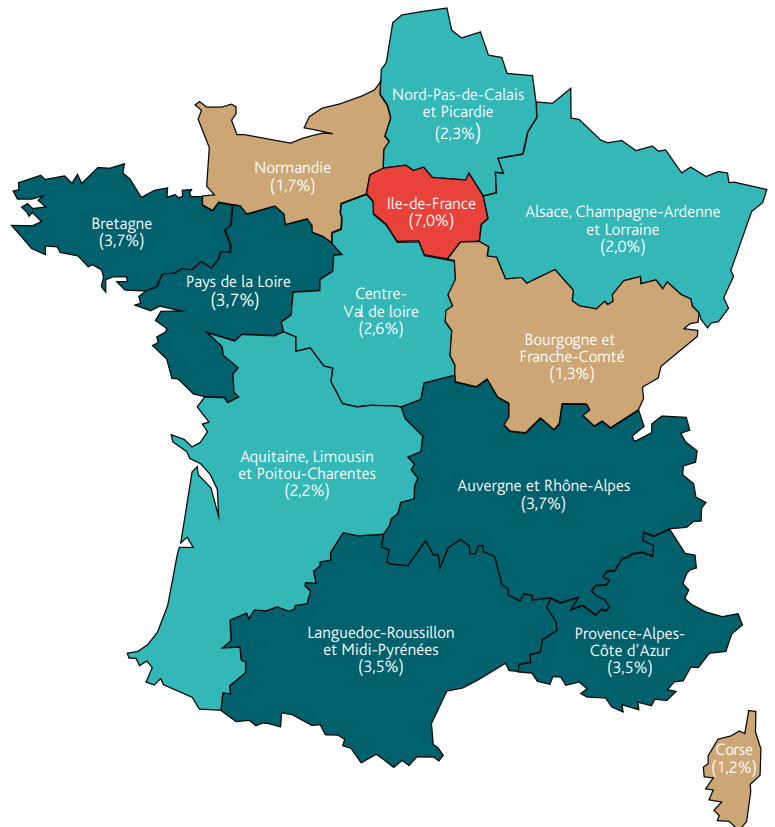 Nord-Pas-de-Calais
et Picardie
(2,3%)
Normandie
(1,7%)
Ile-de-France
(7,0%)
Alsace, Champagne-Ardenne
et Lorraine
(2,0%)
Bretagne
(3,7%)
Pays de la Loire
(3,7%)
Centre-
Val de loire
(2,6%)
Bourgogne et
Franche-Comté
(1,3%)
Aquitaine, Limousin
et Poitou-Charentes
(2,2%)
Auvergne et Rhône-Alpes
(3,7%)
Languedoc-Roussillon
et Midi-Pyrénées
(3,5%)
Provence-Alpes-
Côte d'Azur
(3,5%)
Corse
(1,2%)